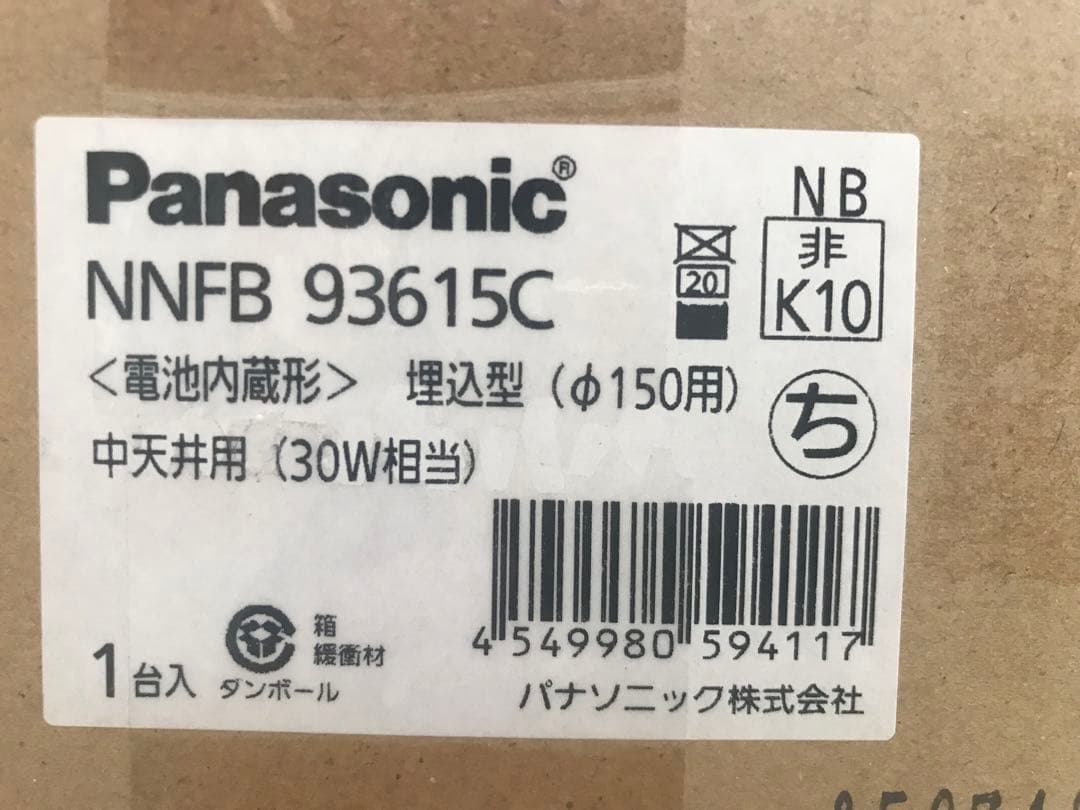 Panasonic®
NNFB 93615C
<電池内蔵形> 埋込型 (φ150用)
中天井用 (30W相当)
NB
非
K10
20
ち
4 549980 594117
1台入
箱
緩衝材
ダンボール
パナソニック株式会社